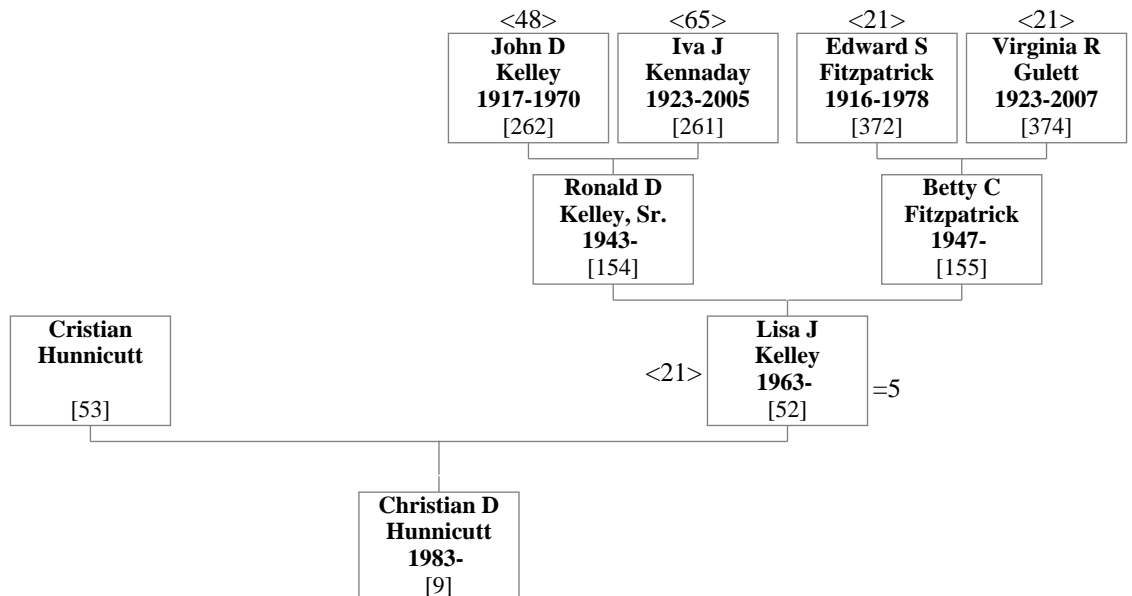 <48>
<65>
<21>
<21>
John D
Kelley
1917-1970
[262]
Iva J
Kennaday
1923-2005
[261]
Edward S
Fitzpatrick
1916-1978
[372]
Virginia R
Gulett
1923-2007
[374]
Ronald D
Kelley, Sr.
1943-
[154]
Betty C
Fitzpatrick
1947-
[155]
Cristian
Hunnicutt
[53]
<21>
Lisa J
Kelley
1963-
[52]
=5
Christian D
Hunnicutt
1983-
[9]